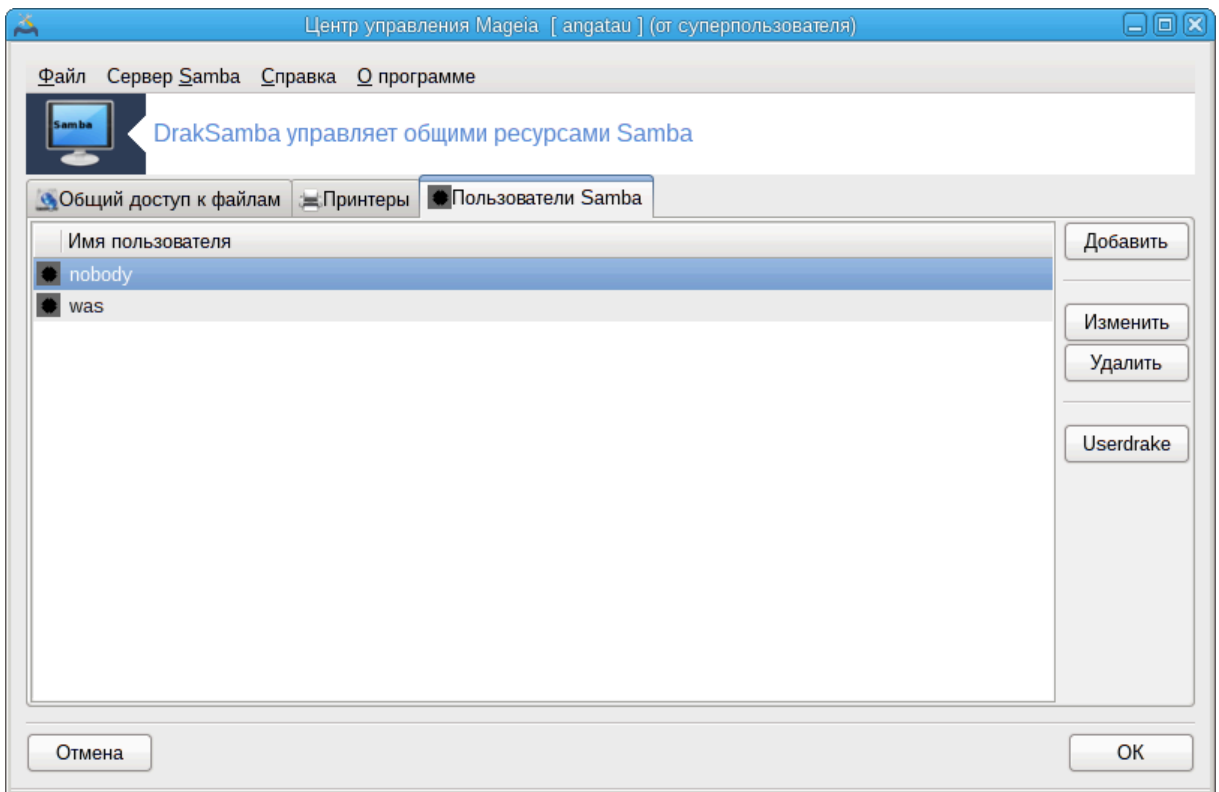 Центр управления Mageia [ angatau ] (от суперпользователя)
Файл Сервер Samba Справка О программе
Samba
DrakSamba управляет общими ресурсами Samba
Общий доступ к файлам Принтеры Пользователи Samba
Имя пользователя
nobody
was
Добавить
Изменить
Удалить
Userdrake
Отмена
ОК